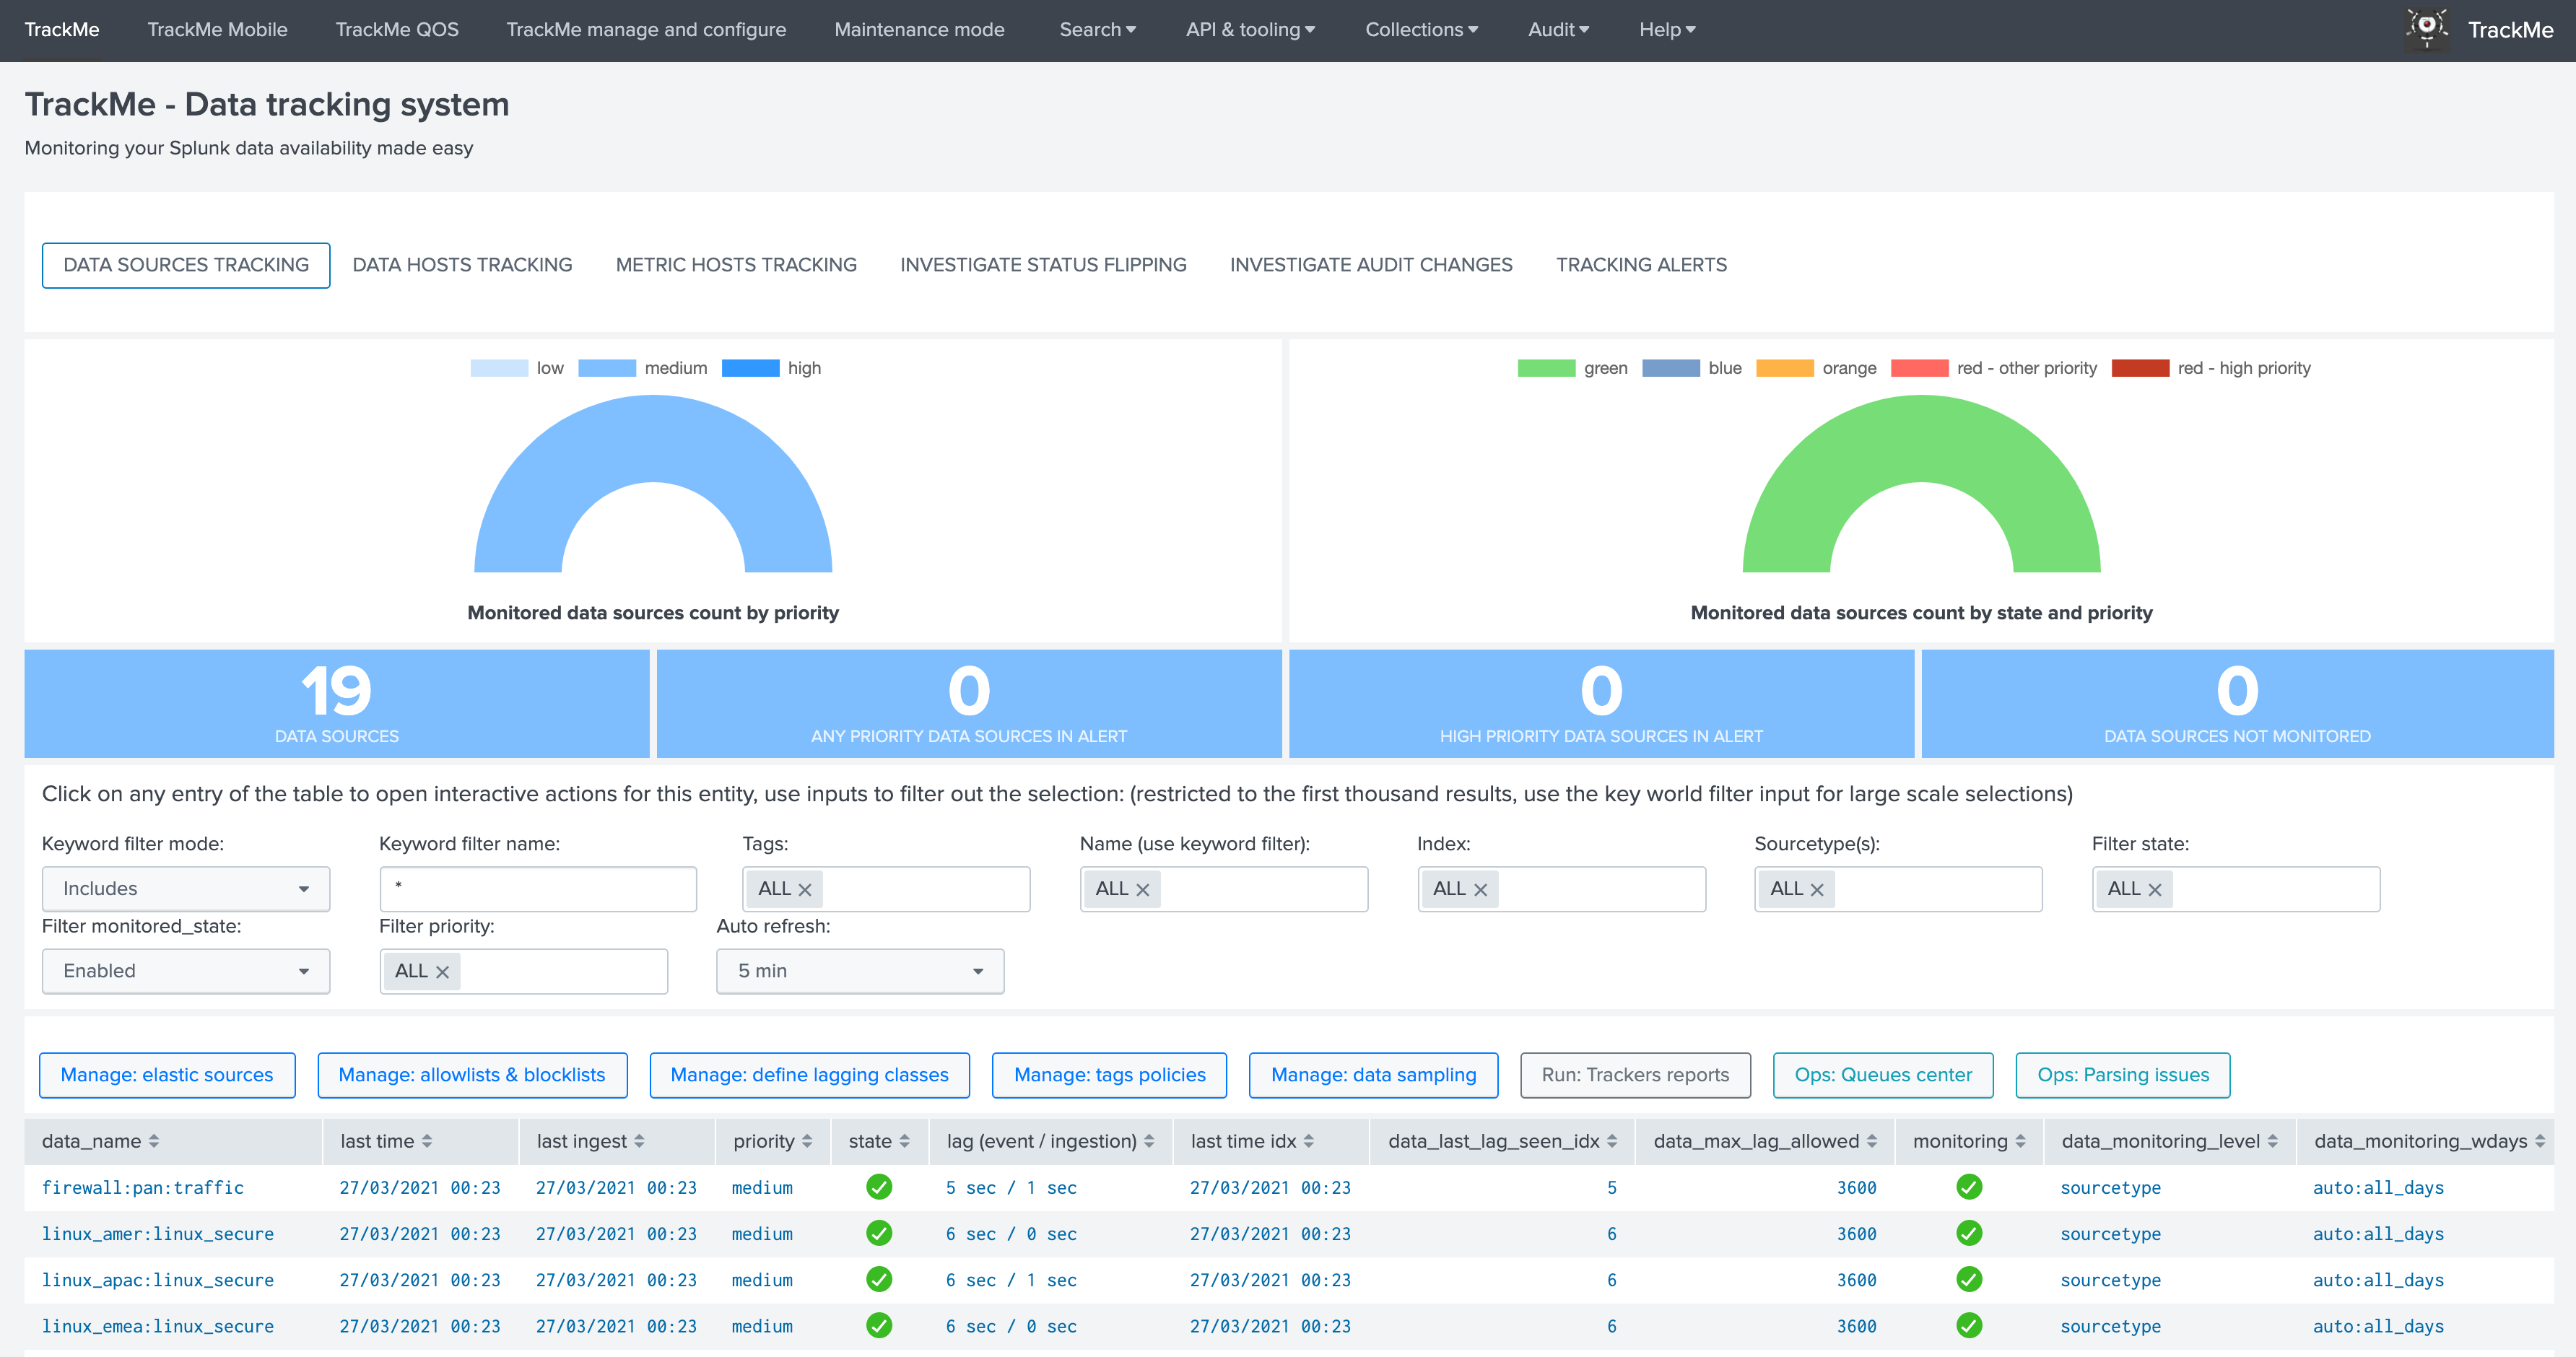 TrackMe TrackMe Mobile TrackMe QOS TrackMe manage and configure Maintenance mode Search API & tooling Collections Audit Help TrackMe
TrackMe - Data tracking system
Monitoring your Splunk data availability made easy
DATA SOURCES TRACKING DATA HOSTS TRACKING METRIC HOSTS TRACKING INVESTIGATE STATUS FLIPPING INVESTIGATE AUDIT CHANGES TRACKING ALERTS
low medium high
green blue orange red - other priority red - high priority
Monitored data sources count by priority
Monitored data sources count by state and priority
19 0 0 0
DATA SOURCES ANY PRIORITY DATA SOURCES IN ALERT HIGH PRIORITY DATA SOURCES IN ALERT DATA SOURCES NOT MONITORED
Click on any entry of the table to open interactive actions for this entity, use inputs to filter out the selection: (restricted to the first thousand results, use the key world filter input for large scale selections)
Keyword filter mode: Keyword filter name: Tags: Name (use keyword filter): Index: Sourcetype(s): Filter state:
Includes * ALL ALL ALL ALL ALL
Filter monitored_state: Filter priority: Auto refresh:
Enabled ALL 5 min
Manage: elastic sources Manage: allowlists & blocklists Manage: define lagging classes Manage: tags policies Manage: data sampling Run: Trackers reports Ops: Queues center Ops: Parsing issues
data_name last time last ingest priority state lag (event / ingestion) last time idx data_last_lag_seen_idx data_max_lag_allowed monitoring data_monitoring_level data_monitoring_wdays
firewall:pan:traffic 27/03/2021 00:23 27/03/2021 00:23 medium 5 sec / 1 sec 27/03/2021 00:23 5 3600 sourcetype auto:all_days
linux_amer:linux_secure 27/03/2021 00:23 27/03/2021 00:23 medium 6 sec / 0 sec 27/03/2021 00:23 6 3600 sourcetype auto:all_days
linux_apac:linux_secure 27/03/2021 00:23 27/03/2021 00:23 medium 6 sec / 1 sec 27/03/2021 00:23 6 3600 sourcetype auto:all_days
linux_emea:linux_secure 27/03/2021 00:23 27/03/2021 00:23 medium 6 sec / 0 sec 27/03/2021 00:23 6 3600 sourcetype auto:all_days